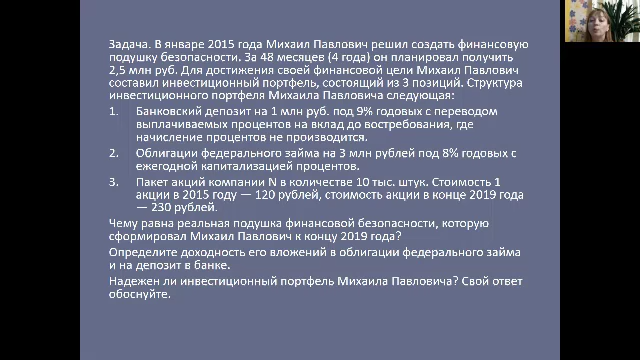 Задача. В январе 2015 года Михаил Павлович решил создать финансовую
подушку безопасности. За 48 месяцев (4 года) он планировал получить
2,5 млн руб. Для достижения своей финансовой цели Михаил Павлович
составил инвестиционный портфель, состоящий из 3 позиций. Структура
инвестиционного портфеля Михаила Павловича следующая:
1. Банковский депозит на 1 млн руб. под 9% годовых с переводом
выплачиваемых процентов на вклад до востребования, где
начисление процентов не производится.
2. Облигации федерального займа на 3 млн рублей под 8% годовых с
ежегодной капитализацией процентов.
3. Пакет акций компании N в количестве 10 тыс. штук. Стоимость 1
акции в 2015 году — 120 рублей, стоимость акции в конце 2019 года
— 230 рублей.
Чему равна реальная подушка финансовой безопасности, которую
сформировал Михаил Павлович к концу 2019 года?
Определите доходность его вложений в облигации федерального займа
и на депозит в банке.
Надежен ли инвестиционный портфель Михаила Павловича? Свой ответ
обоснуйте.